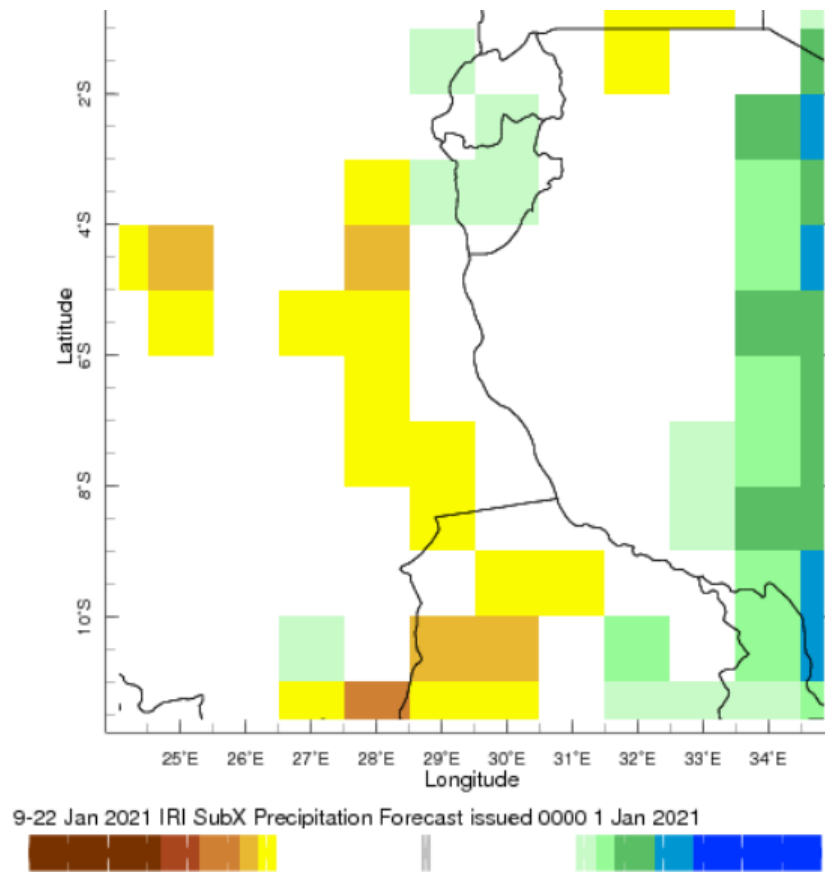 2°S
4°S
Latitude
6°S
8°S
10°S
25°E 26°E 27°E 28°E 29°E 30°E 31°E 32°E 33°E 34°E
Longitude
9-22 Jan 2021 IRI SubX Precipitation Forecast issued 0000 1 Jan 2021